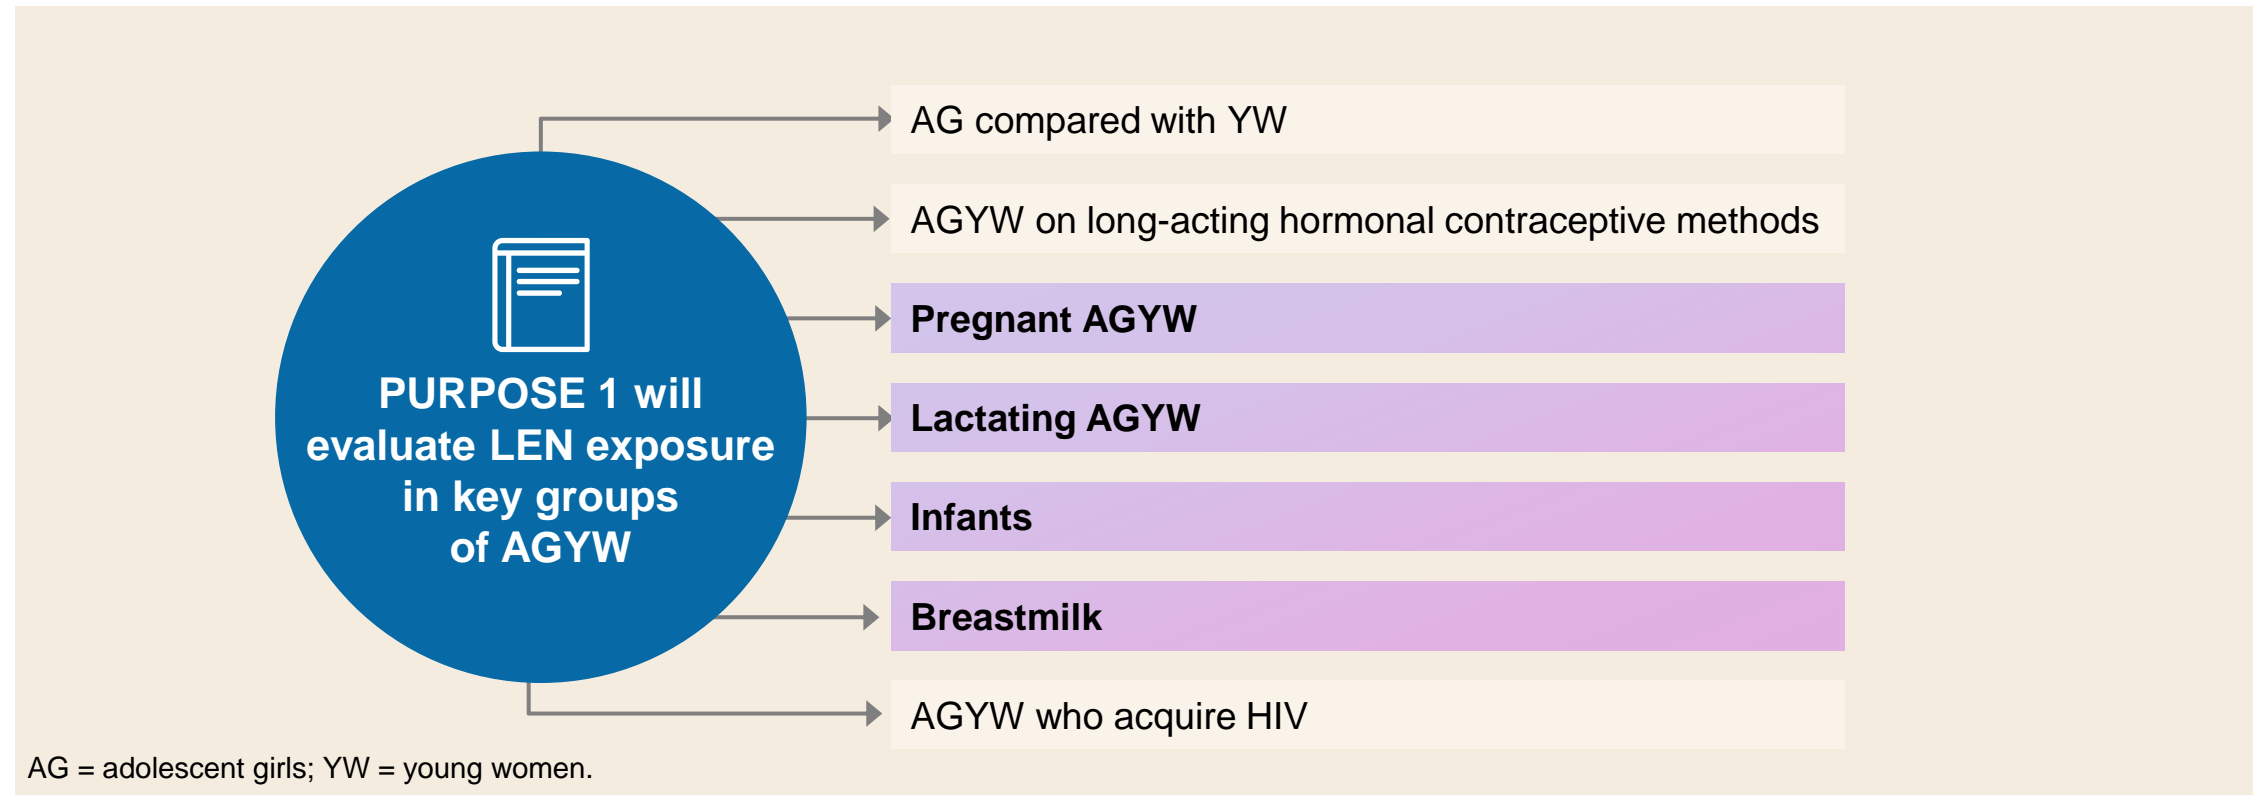 PURPOSE 1 will
evaluate LEN exposure
in key groups
of AGYW
AG compared with YW
AGYW on long-acting hormonal contraceptive methods
Pregnant AGYW
Lactating AGYW
Infants
Breastmilk
AGYW who acquire HIV
AG = adolescent girls; YW = young women.